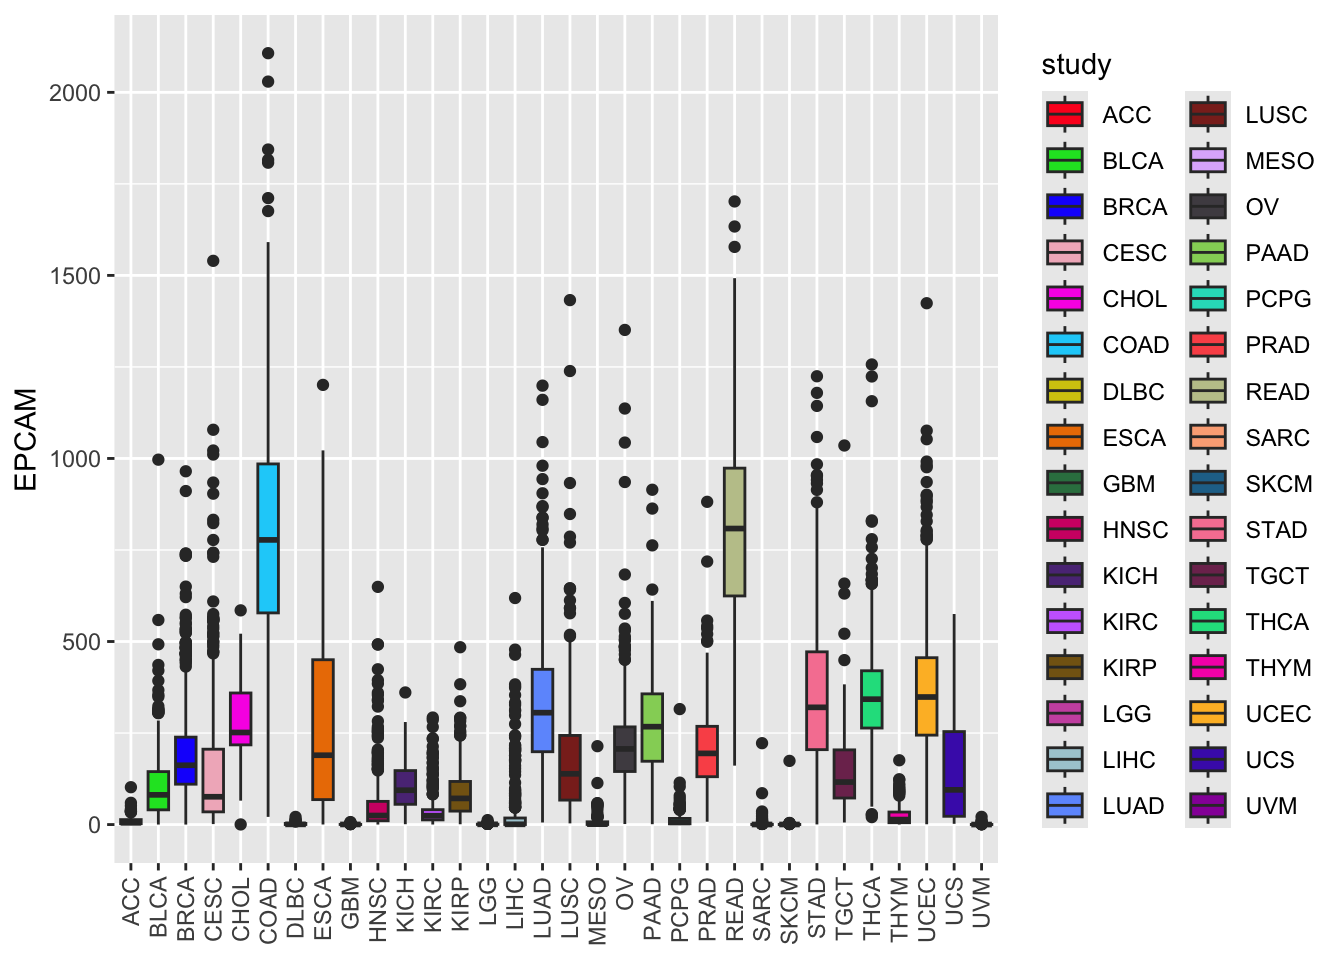 EPCAM
2000
1500
1000
500
0
ACC
BLCA
BRCA
CESC
CHOL
COAD
DLBC
ESCA
GBM
HNSC
KICH
KIRC
KIRP
LGG
LIHC
LUAD
LUSC
MESO
OV
PAAD
PCPG
PRAD
READ
SARC
SKCM
STAD
TGCT
THCA
THYM
UCEC
UCS
UVM
study
ACC
BLCA
BRCA
CESC
CHOL
COAD
DLBC
ESCA
GBM
HNSC
KICH
KIRC
KIRP
LGG
LIHC
LUAD
LUSC
MESO
OV
PAAD
PCPG
PRAD
READ
SARC
SKCM
STAD
TGCT
THCA
THYM
UCEC
UCS
UVM